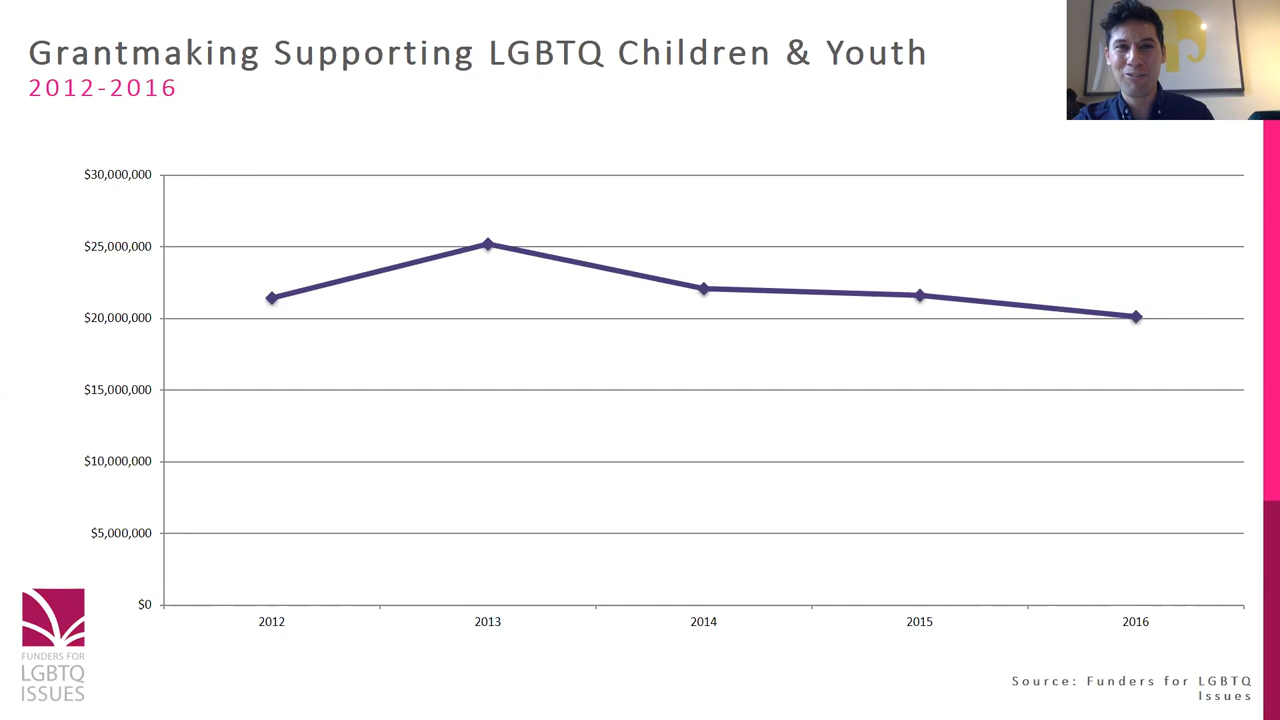 Grantmaking Supporting LGBTQ Children & Youth
2012-2016
$30,000,000
$25,000,000
$20,000,000
$15,000,000
$10,000,000
$5,000,000
$0
2012 2013 2014 2015 2016
FUNDERS FOR
LGBTQ
ISSUES
Source: Funders for LGBTQ
Issues